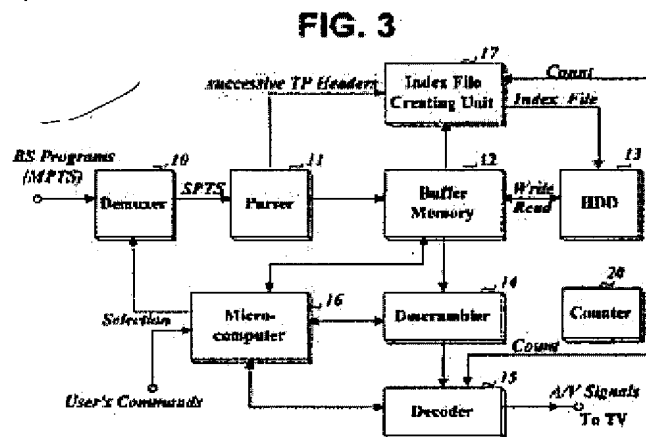 FIG. 3
17
successive TP Headers
Index File
Creating Unit
Count
Index File
BS Programs
(MPTS)
10
Demuxer
SPTS
11
Parser
12
Buffer
Memory
Write
Read
13
HDD
Selection
Micro-
computer
16
14
Descrambler
20
Counter
Count
User's Commands
15
Decoder
A/V Signals
To TV